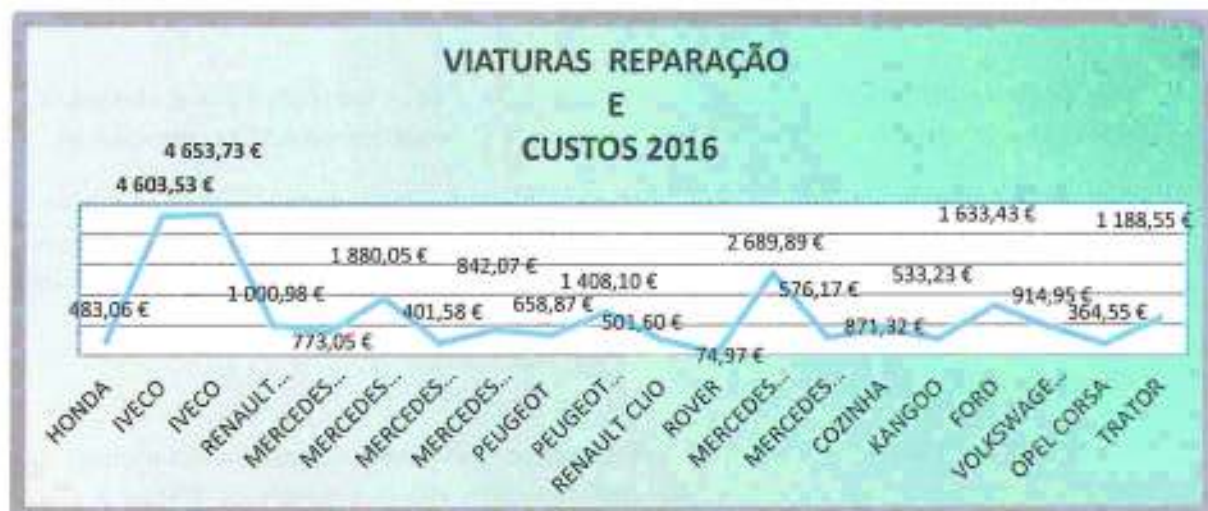 VIATURAS REPARAÇÃO
E
CUSTOS 2016
483,06 €
4 603,53 €
4 653,73 €
1 000,98 €
773,05 €
1 880,05 €
401,58 €
842,07 €
658,87 €
1 408,10 €
501,60 €
74,97 €
2 689,89 €
576,17 €
871,32 €
533,23 €
1 633,43 €
914,95 €
364,55 €
1 188,55 €
HONDA
IVECO
IVECO
RENAULT...
MERCEDES...
MERCEDES...
MERCEDES...
MERCEDES...
PEUGEOT
PEUGEOT...
RENAULT CLIO
ROVER
MERCEDES...
MERCEDES...
COZINHA
KANGOO
FORD
VOLKSWAGE...
OPEL CORSA
TRATOR